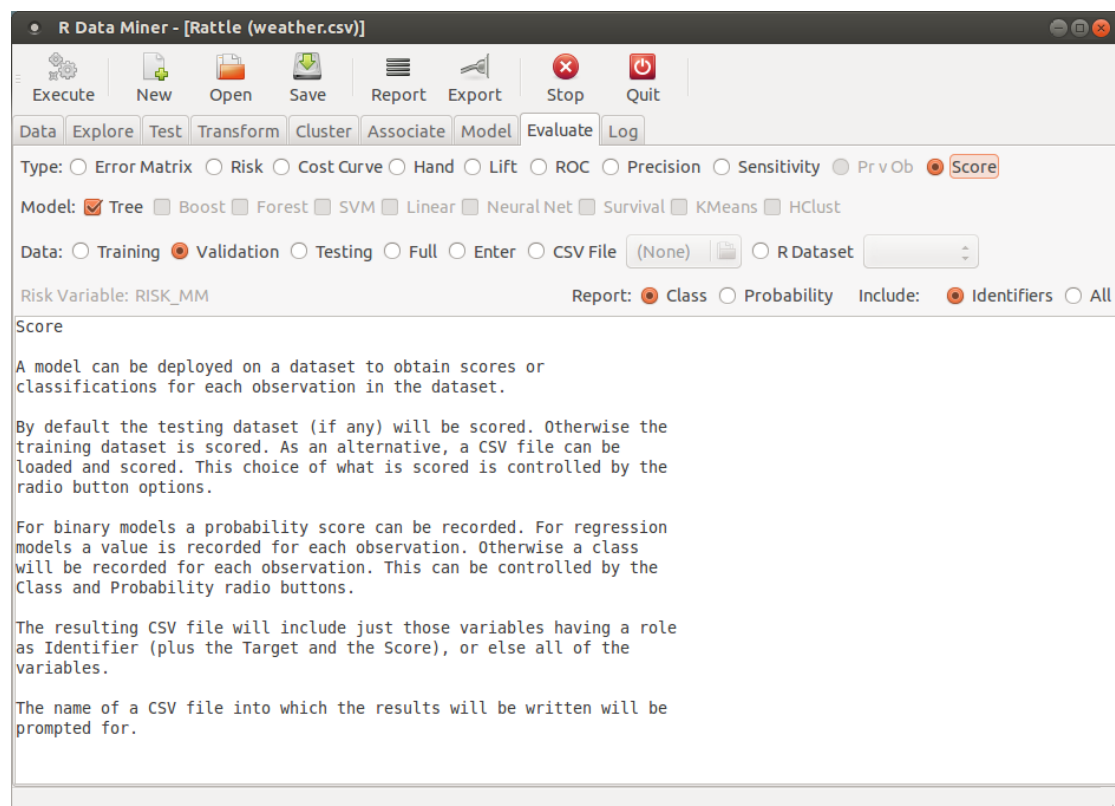 R Data Miner - [Rattle (weather.csv)]
Execute New Open Save Report Export Stop Quit
Data Explore Test Transform Cluster Associate Model Evaluate Log
Type: Error Matrix Risk Cost Curve Hand Lift ROC Precision Sensitivity Pr v Ob Score
Model: Tree Boost Forest SVM Linear Neural Net Survival KMeans HClust
Data: Training Validation Testing Full Enter CSV File (None) R Dataset
Risk Variable: RISK_MM Report: Class Probability Include: Identifiers All
Score
A model can be deployed on a dataset to obtain scores or
classifications for each observation in the dataset.
By default the testing dataset (if any) will be scored. Otherwise the
training dataset is scored. As an alternative, a CSV file can be
loaded and scored. This choice of what is scored is controlled by the
radio button options.
For binary models a probability score can be recorded. For regression
models a value is recorded for each observation. Otherwise a class
will be recorded for each observation. This can be controlled by the
Class and Probability radio buttons.
The resulting CSV file will include just those variables having a role
as Identifier (plus the Target and the Score), or else all of the
variables.
The name of a CSV file into which the results will be written will be
prompted for.